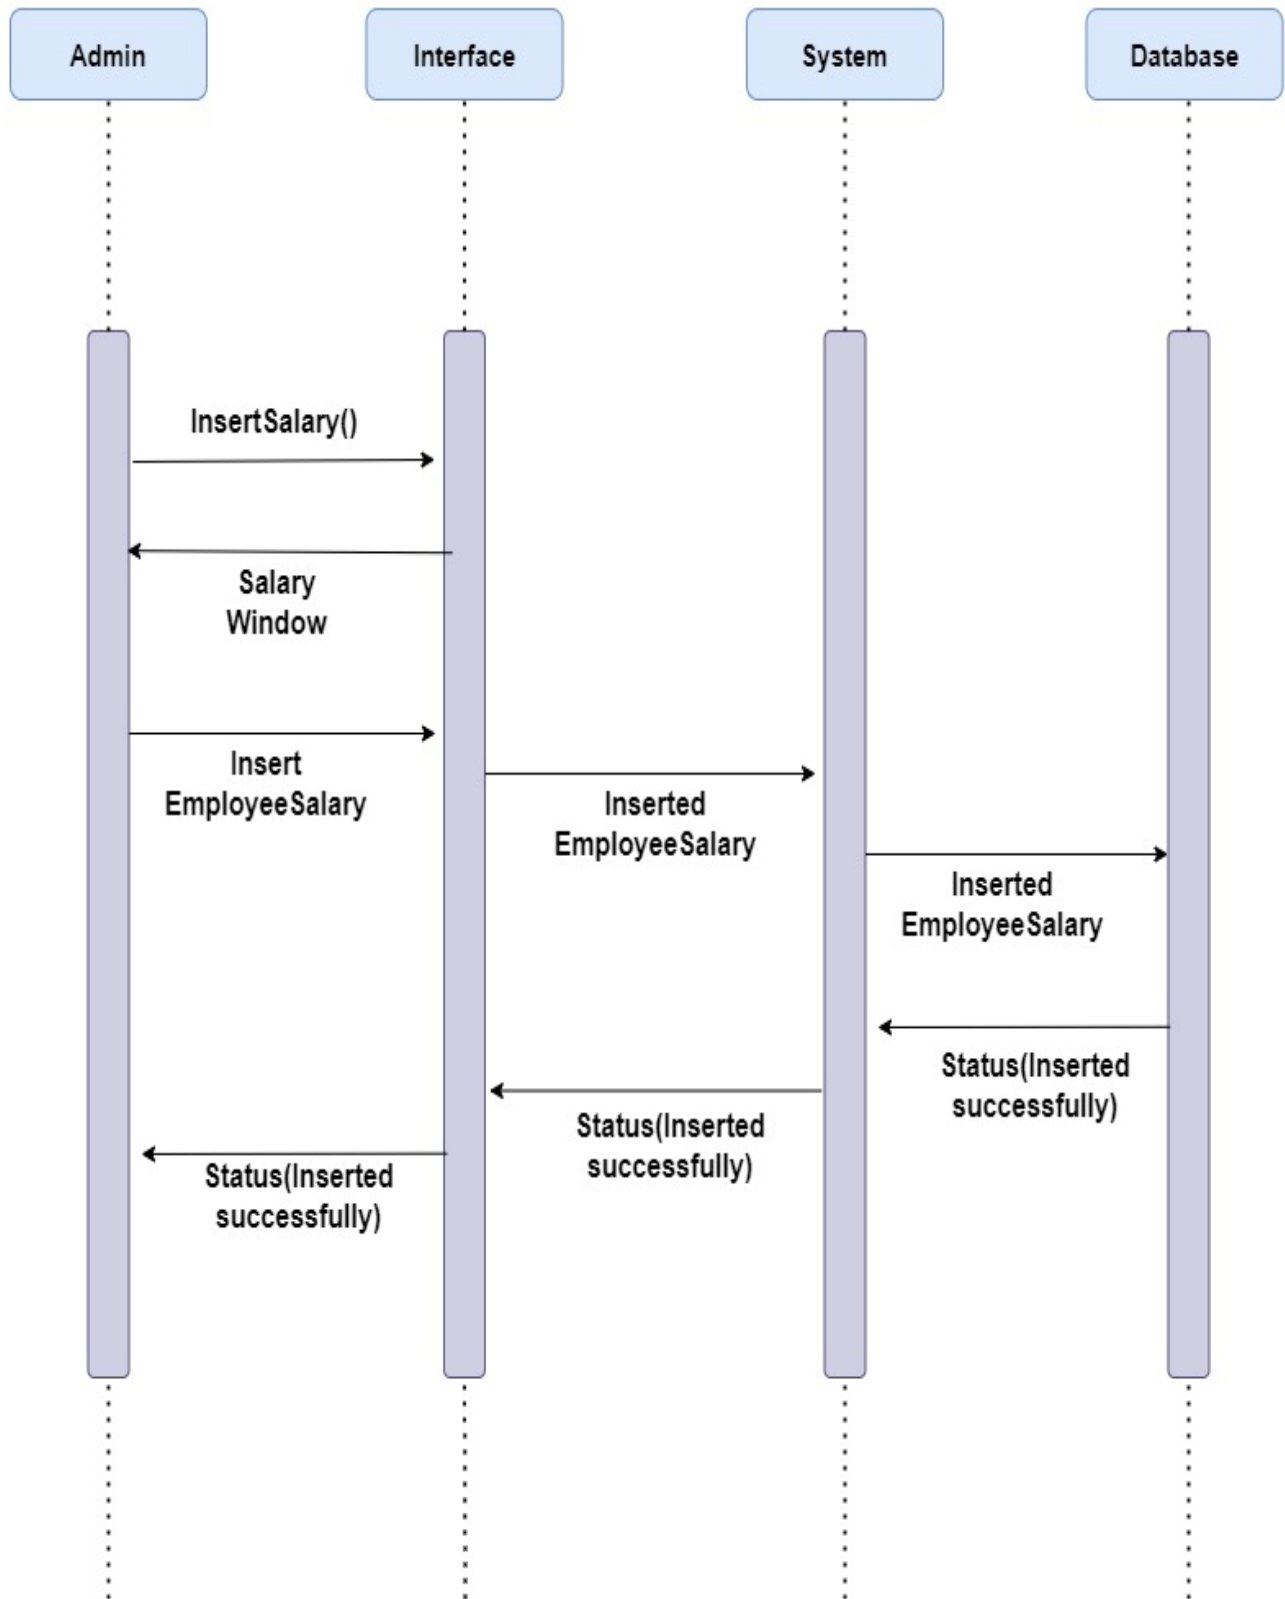 Admin
Interface
System
Database
InsertSalary()
Salary
Window
Insert
EmployeeSalary
Inserted
EmployeeSalary
Inserted
EmployeeSalary
Status(Inserted
successfully)
Status(Inserted
successfully)
Status(Inserted
successfully)